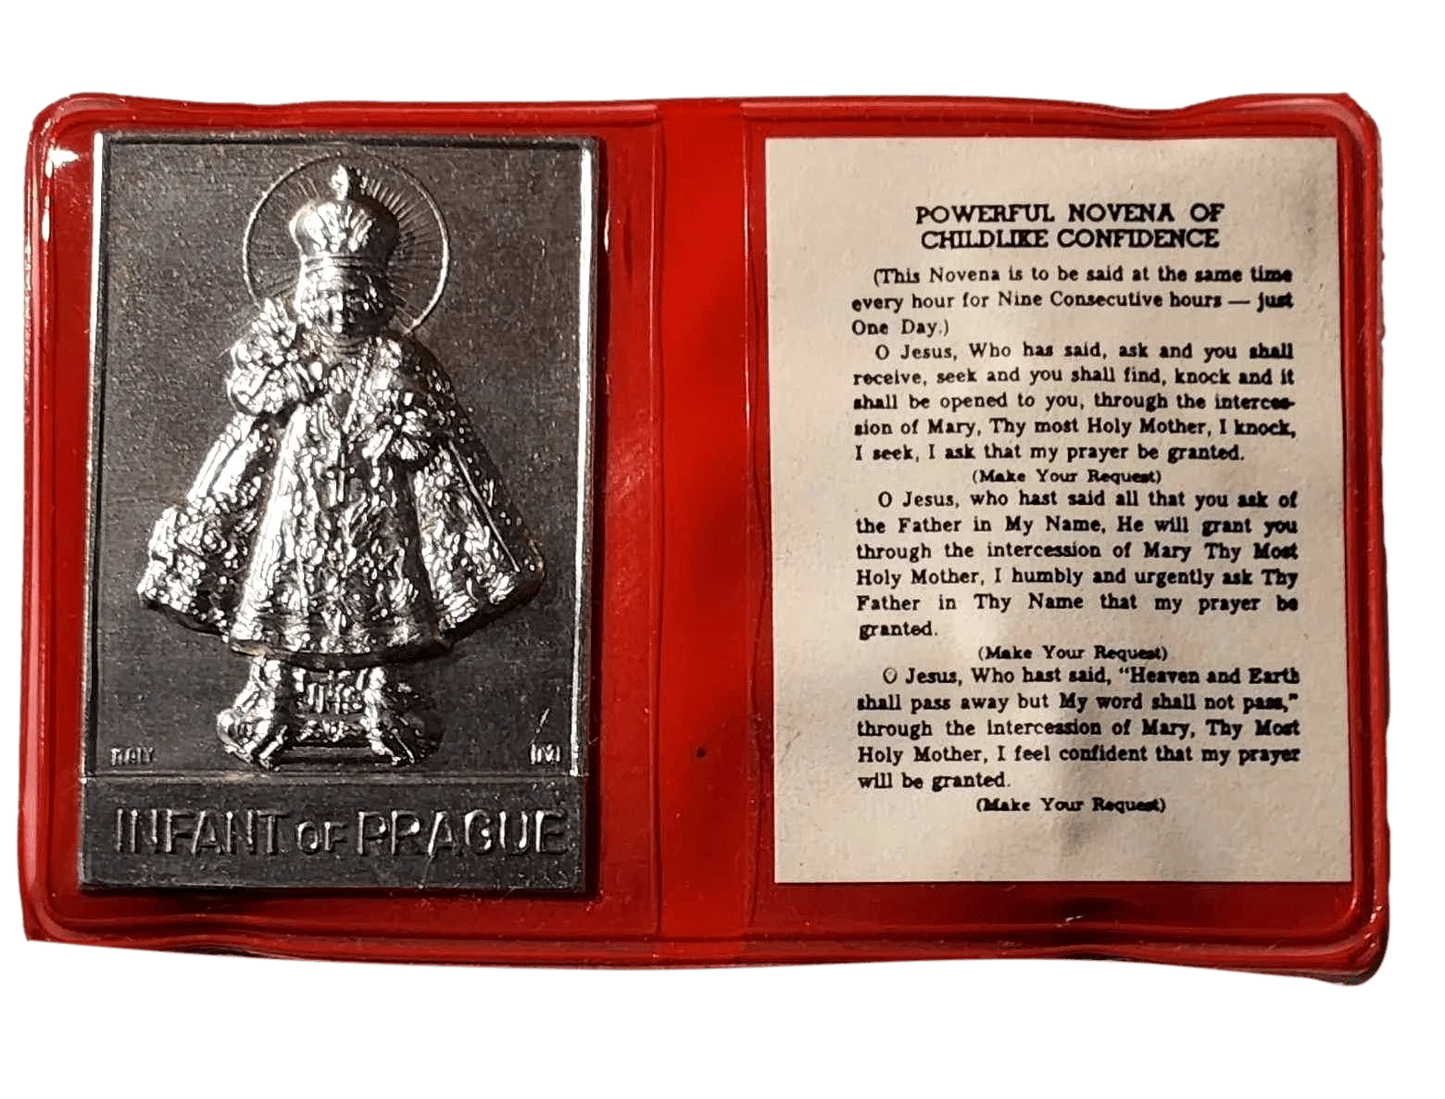 ITALY
INFANT OF PRAGUE
POWERFUL NOVENA OF
CHILDLIKE CONFIDENCE
(This Novena is to be said at the same time
every hour for Nine Consecutive hours — just
One Day.)
O Jesus, Who has said, ask and you shall
receive, seek and you shall find, knock and it
shall be opened to you, through the interces-
sion of Mary, Thy most Holy Mother, I knock,
I seek, I ask that my prayer be granted.
(Make Your Request)
O Jesus, who hast said all that you ask of
the Father in My Name, He will grant you
through the intercession of Mary Thy Most
Holy Mother, I humbly and urgently ask Thy
Father in Thy Name that my prayer be
granted.
(Make Your Request)
O Jesus, Who hast said, “Heaven and Earth
shall pass away but My word shall not pass,”
through the intercession of Mary, Thy Most
Holy Mother, I feel confident that my prayer
will be granted.
(Make Your Request)